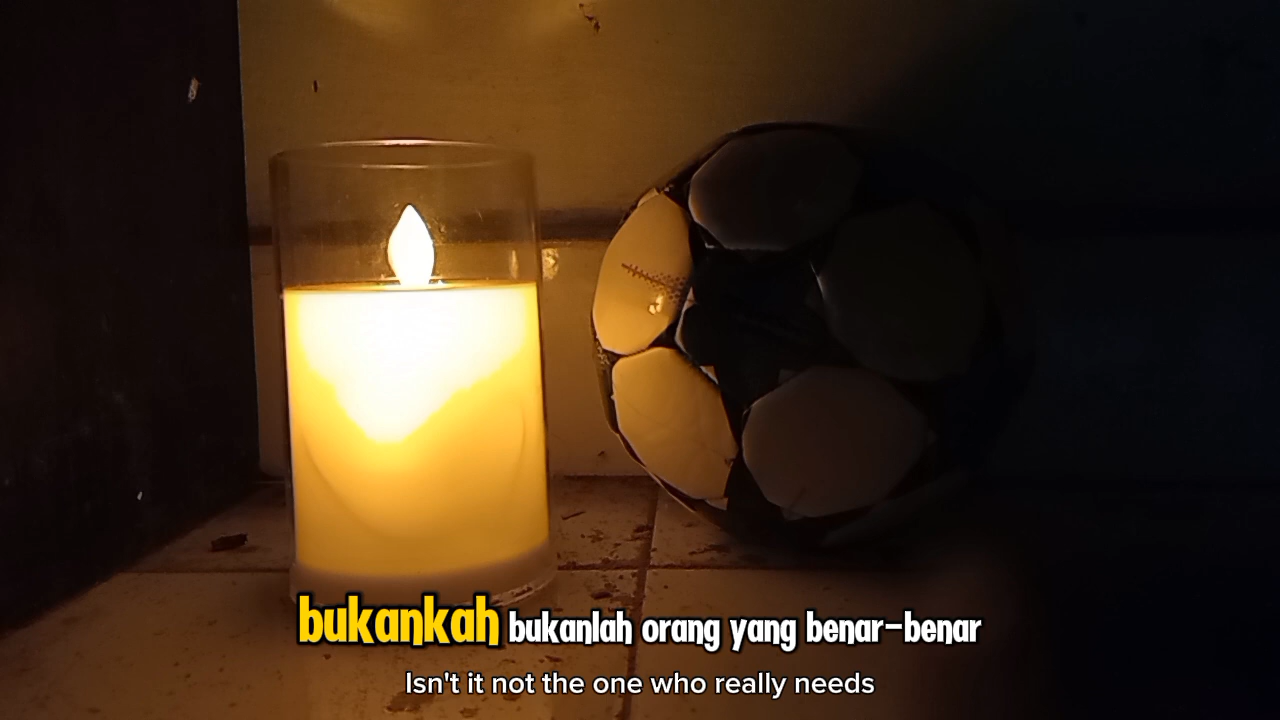 bukankah bukanlah orang yang benar-benar
Isn't it not the one who really needs